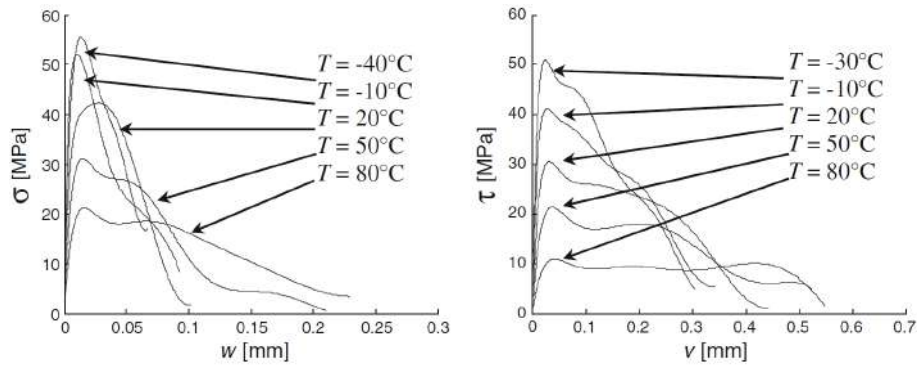 60
50
40
30
20
10
0
σ [MPa]
T = -40°C
T = -10°C
T = 20°C
T = 50°C
T = 80°C
0 0.05 0.1 0.15 0.2 0.25 0.3
w [mm]
60
50
40
30
20
10
0
τ [MPa]
T = -30°C
T = -10°C
T = 20°C
T = 50°C
T = 80°C
0 0.1 0.2 0.3 0.4 0.5 0.6 0.7
v [mm]